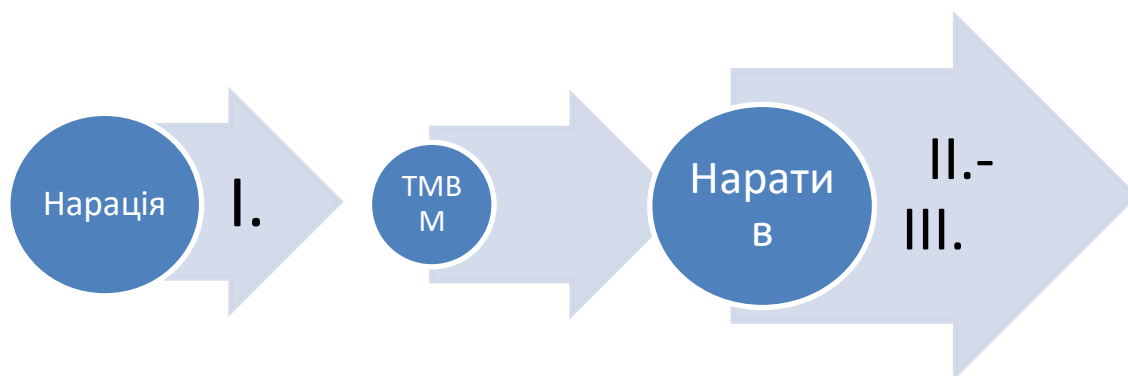 Нарація
I.
ТМВ
М
Нарати
в
II.-
III.